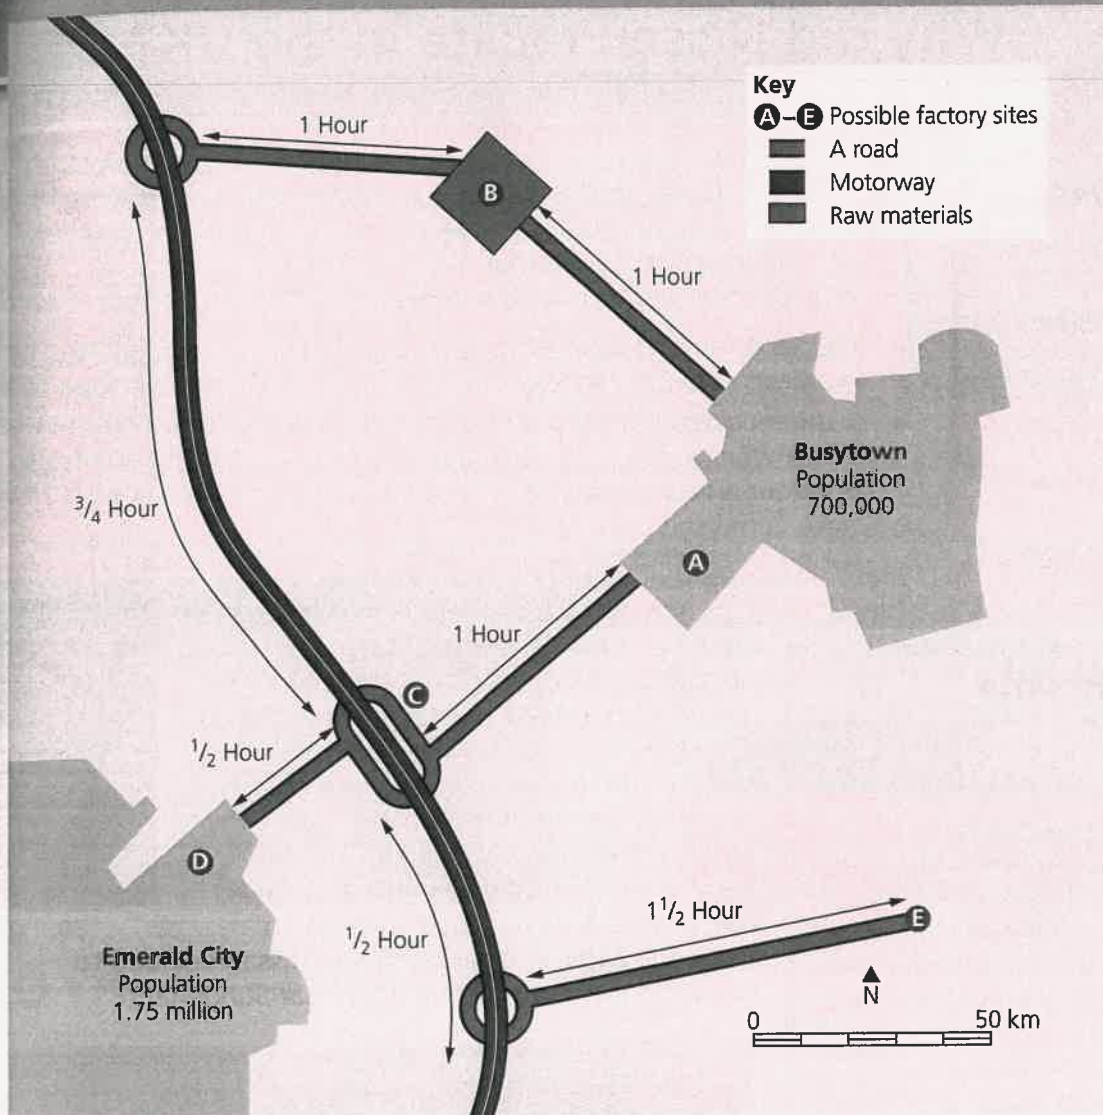 Key
A–E Possible factory sites
A road
Motorway
Raw materials
1 Hour
B
1 Hour
Busytown
Population
700,000
A
3/4 Hour
1 Hour
C
1/2 Hour
D
1 1/2 Hour
E
1/2 Hour
Emerald City
Population
1.75 million
N
0 50 km